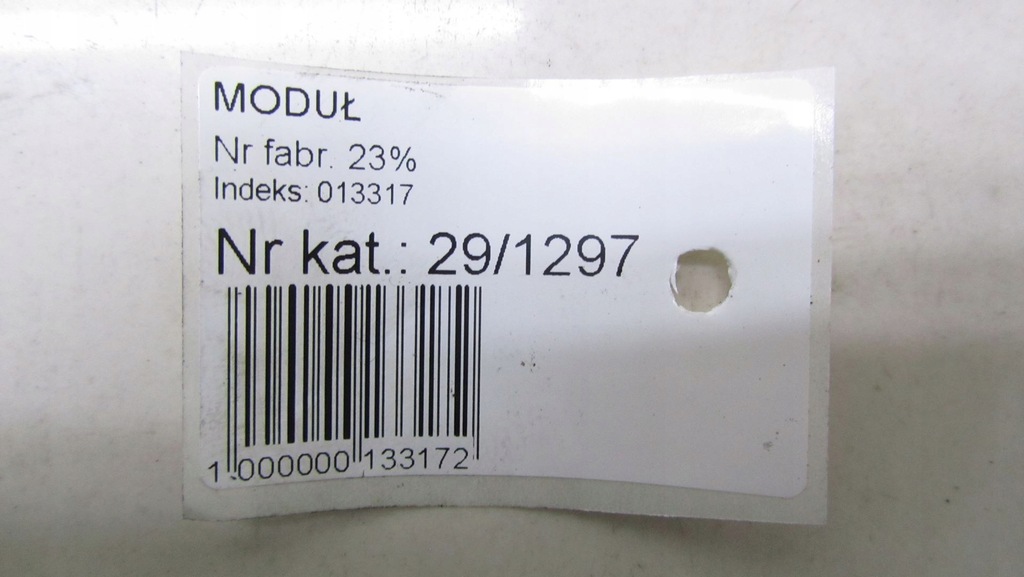 MODUŁ
Nr fabr. 23%
Indeks: 013317
Nr kat.: 29/1297
1 000000 133172